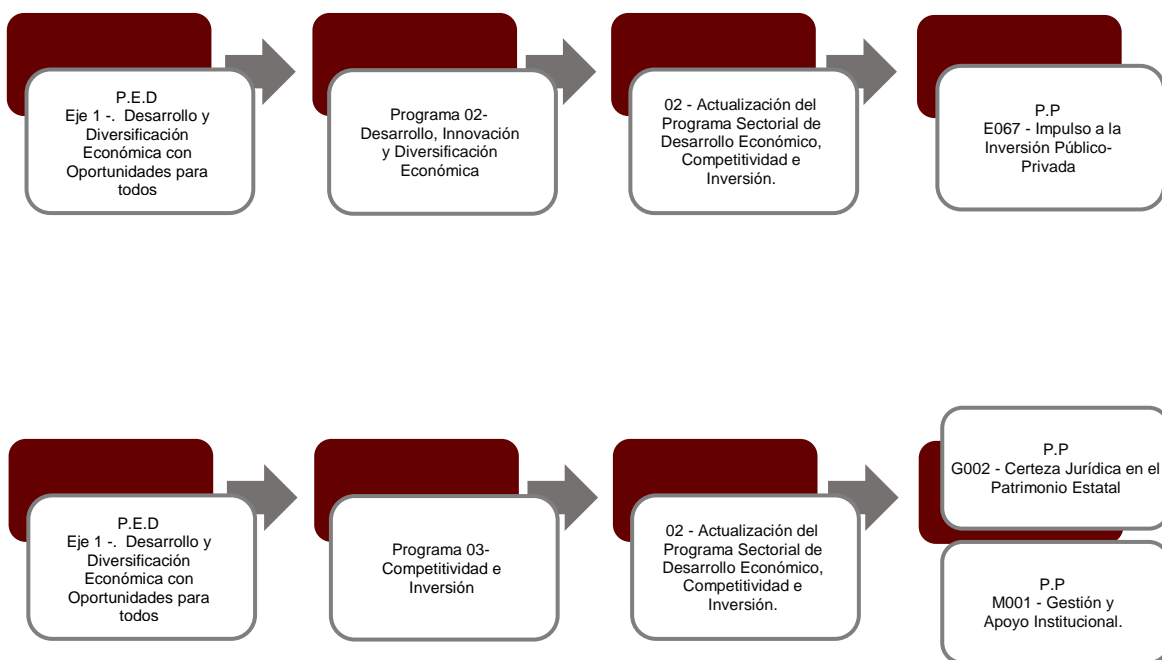 P.E.D
Eje 1 -.  Desarrollo y
Diversificación
Económica con
Oportunidades para
todos
Programa 02-
Desarrollo, Innovación
y Diversificación
Económica
02 - Actualización del
Programa Sectorial de
Desarrollo Económico,
Competitividad e
Inversión.
P.P
E067 - Impulso a la
Inversión Público-
Privada
P.E.D
Eje 1 -.  Desarrollo y
Diversificación
Económica con
Oportunidades para
todos
Programa 03-
Competitividad e
Inversión
02 - Actualización del
Programa Sectorial de
Desarrollo Económico,
Competitividad e
Inversión.
P.P
G002 - Certeza Jurídica en el
Patrimonio Estatal
P.P
M001 - Gestión y
Apoyo Institucional.